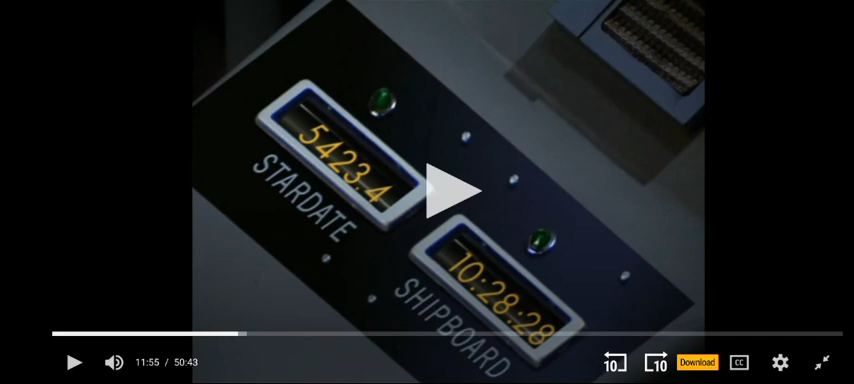 5423.4
STARDATE
10:28:28
SHIPBOARD
11:55 / 50:43
10
10
Download
CC